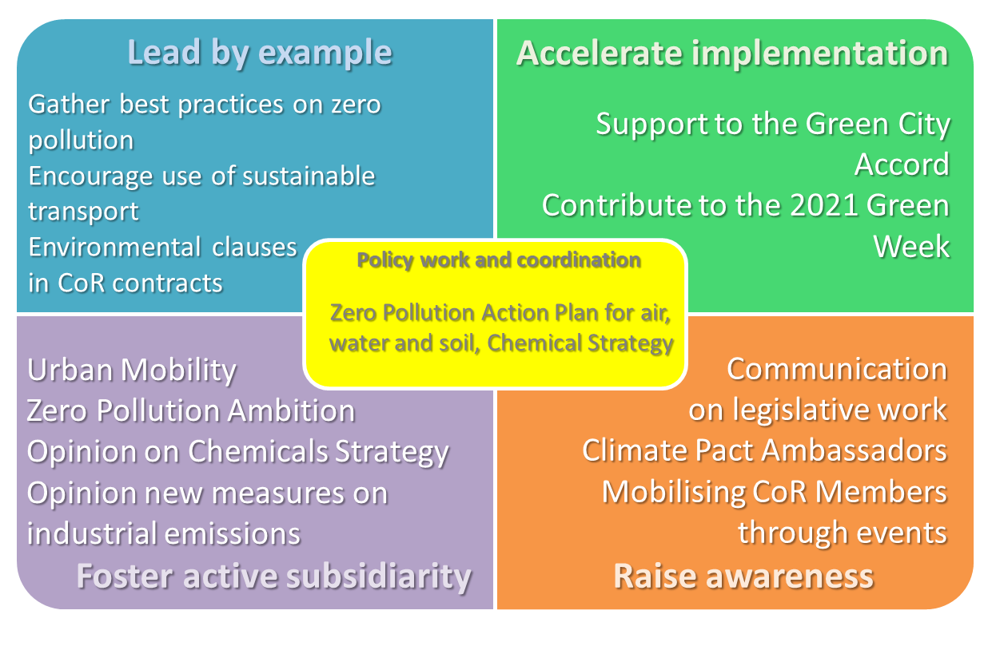 Lead by example
Gather best practices on zero
pollution
Encourage use of sustainable
transport
Environmental clauses
in CoR contracts
Accelerate implementation
Support to the Green City
Accord
Contribute to the 2021 Green
Week
Policy work and coordination
Zero Pollution Action Plan for air,
water and soil, Chemical Strategy
Urban Mobility
Zero Pollution Ambition
Opinion on Chemicals Strategy
Opinion new measures on
industrial emissions
Foster active subsidiarity
Communication
on legislative work
Climate Pact Ambassadors
Mobilising CoR Members
through events
Raise awareness